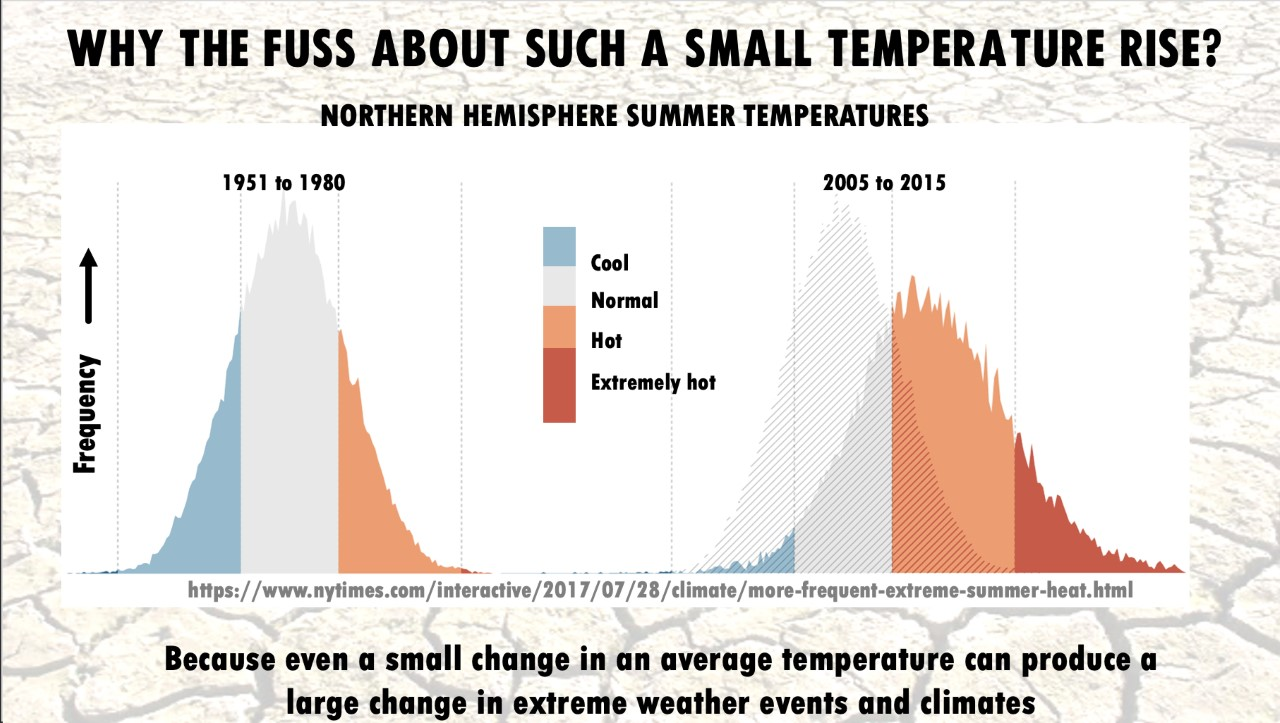 WHY THE FUSS ABOUT SUCH A SMALL TEMPERATURE RISE?
NORTHERN HEMISPHERE SUMMER TEMPERATURES
1951 to 1980
2005 to 2015
Cool
Normal
Hot
Extremely hot
Frequency
https://www.nytimes.com/interactive/2017/07/28/climate/more-frequent-extreme-summer-heat.html
Because even a small change in an average temperature can produce a
large change in extreme weather events and climates